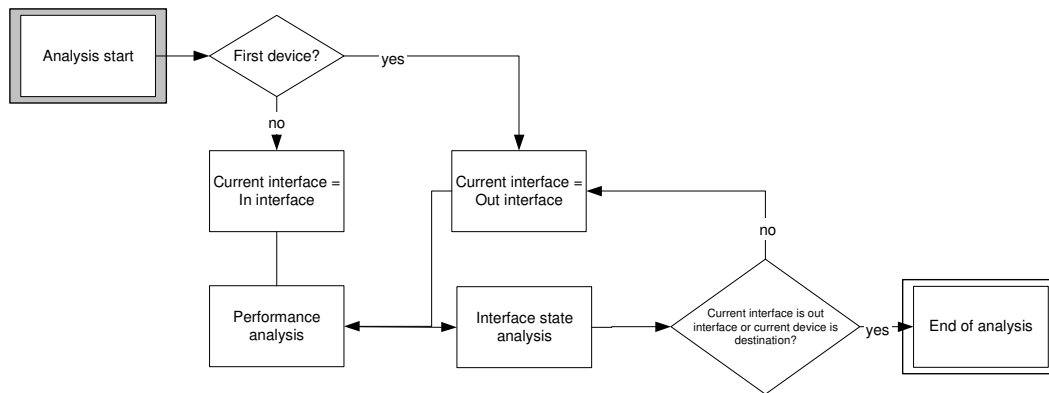 Analysis start
First device?
yes
no
Current interface =
In interface
Current interface =
Out interface
no
Performance
analysis
Interface state
analysis
Current interface is out
interface or current device is
destination?
yes
End of analysis